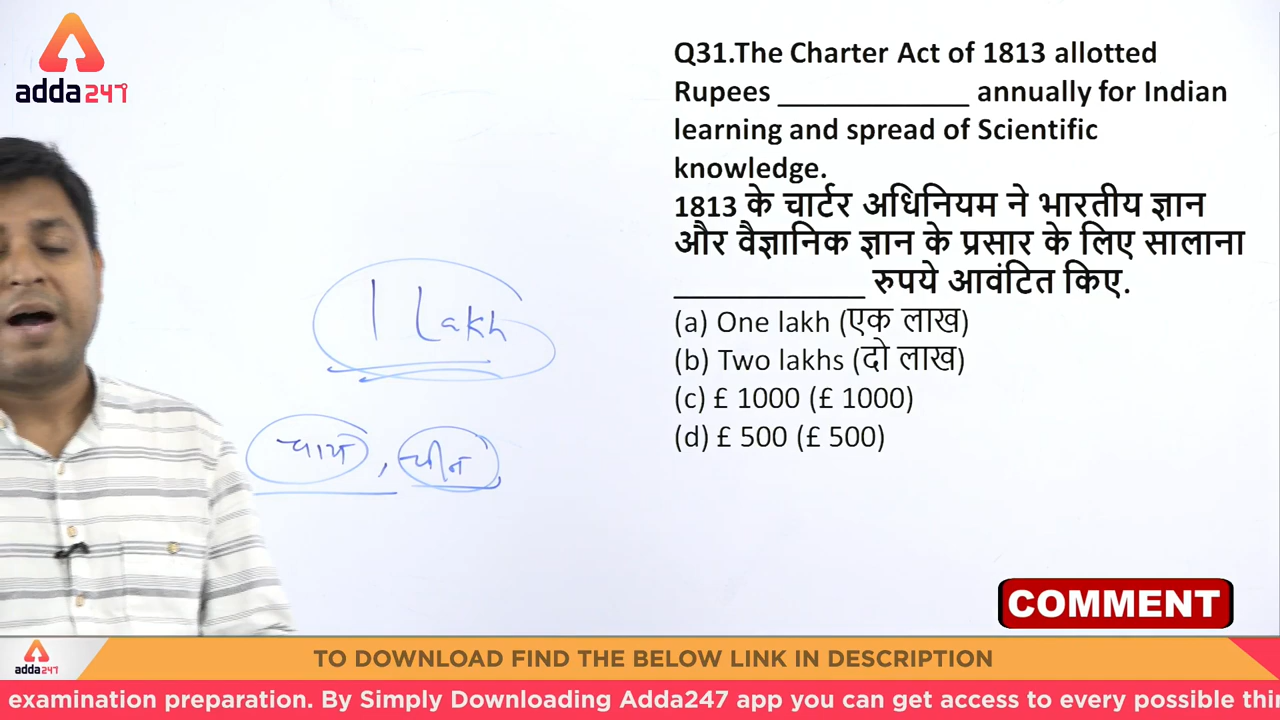 adda247
Q31.The Charter Act of 1813 allotted
Rupees ____________ annually for Indian
learning and spread of Scientific
knowledge.
1813 के चार्टर अधिनियम ने भारतीय ज्ञान
और वैज्ञानिक ज्ञान के प्रसार के लिए सालाना
____________ रुपये आवंटित किए.
(a) One lakh (एक लाख)
(b) Two lakhs (दो लाख)
(c) £ 1000 (£ 1000)
(d) £ 500 (£ 500)
1 Lakh
चाय, चीन
COMMENT
adda247
TO DOWNLOAD FIND THE BELOW LINK IN DESCRIPTION
examination preparation. By Simply Downloading Adda247 app you can get access to every possible thi